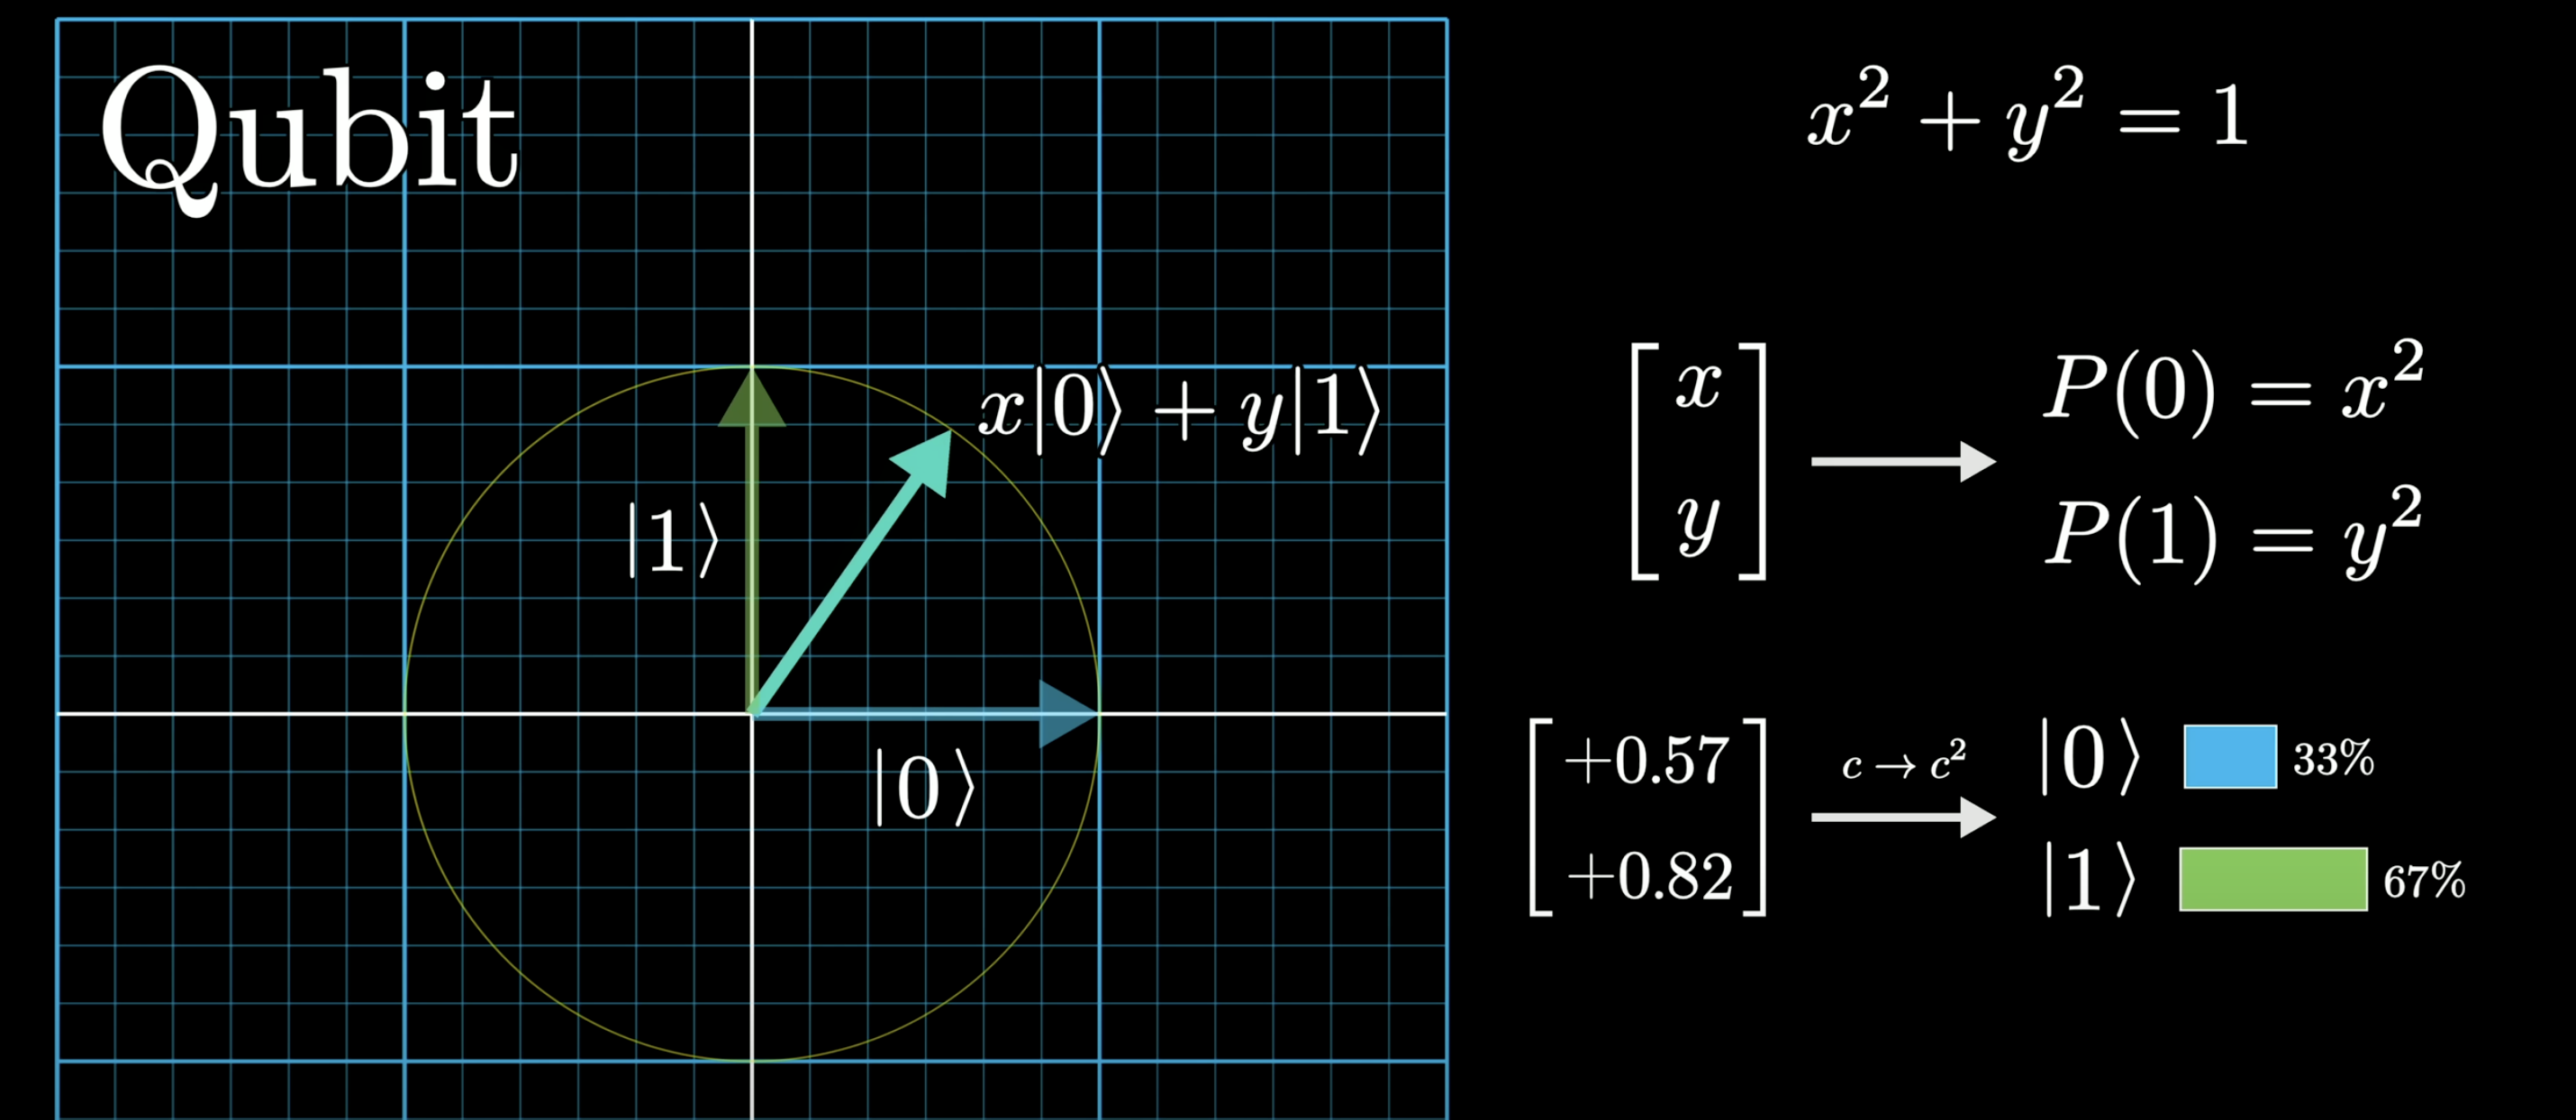 Qubit
x|0⟩ + y|1⟩
|1⟩
|0⟩
x² + y² = 1
[x y]
P(0) = x²
P(1) = y²
[+0.57 +0.82]
c → c²
|0⟩ 33%
|1⟩ 67%